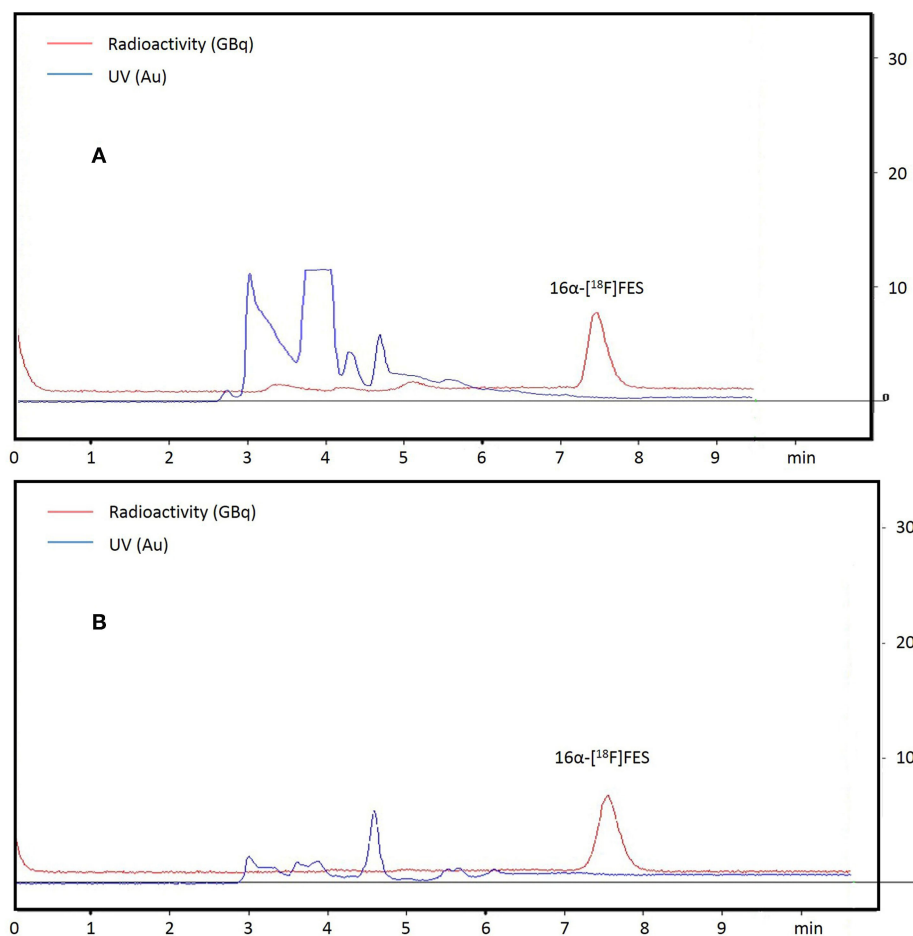 Radioactivity (GBq)
UV (Au)
A
30
20
10
0
16α-[¹⁸F]FES
0 1 2 3 4 5 6 7 8 9 min
Radioactivity (GBq)
UV (Au)
B
30
20
10
16α-[¹⁸F]FES
0 1 2 3 4 5 6 7 8 9 min